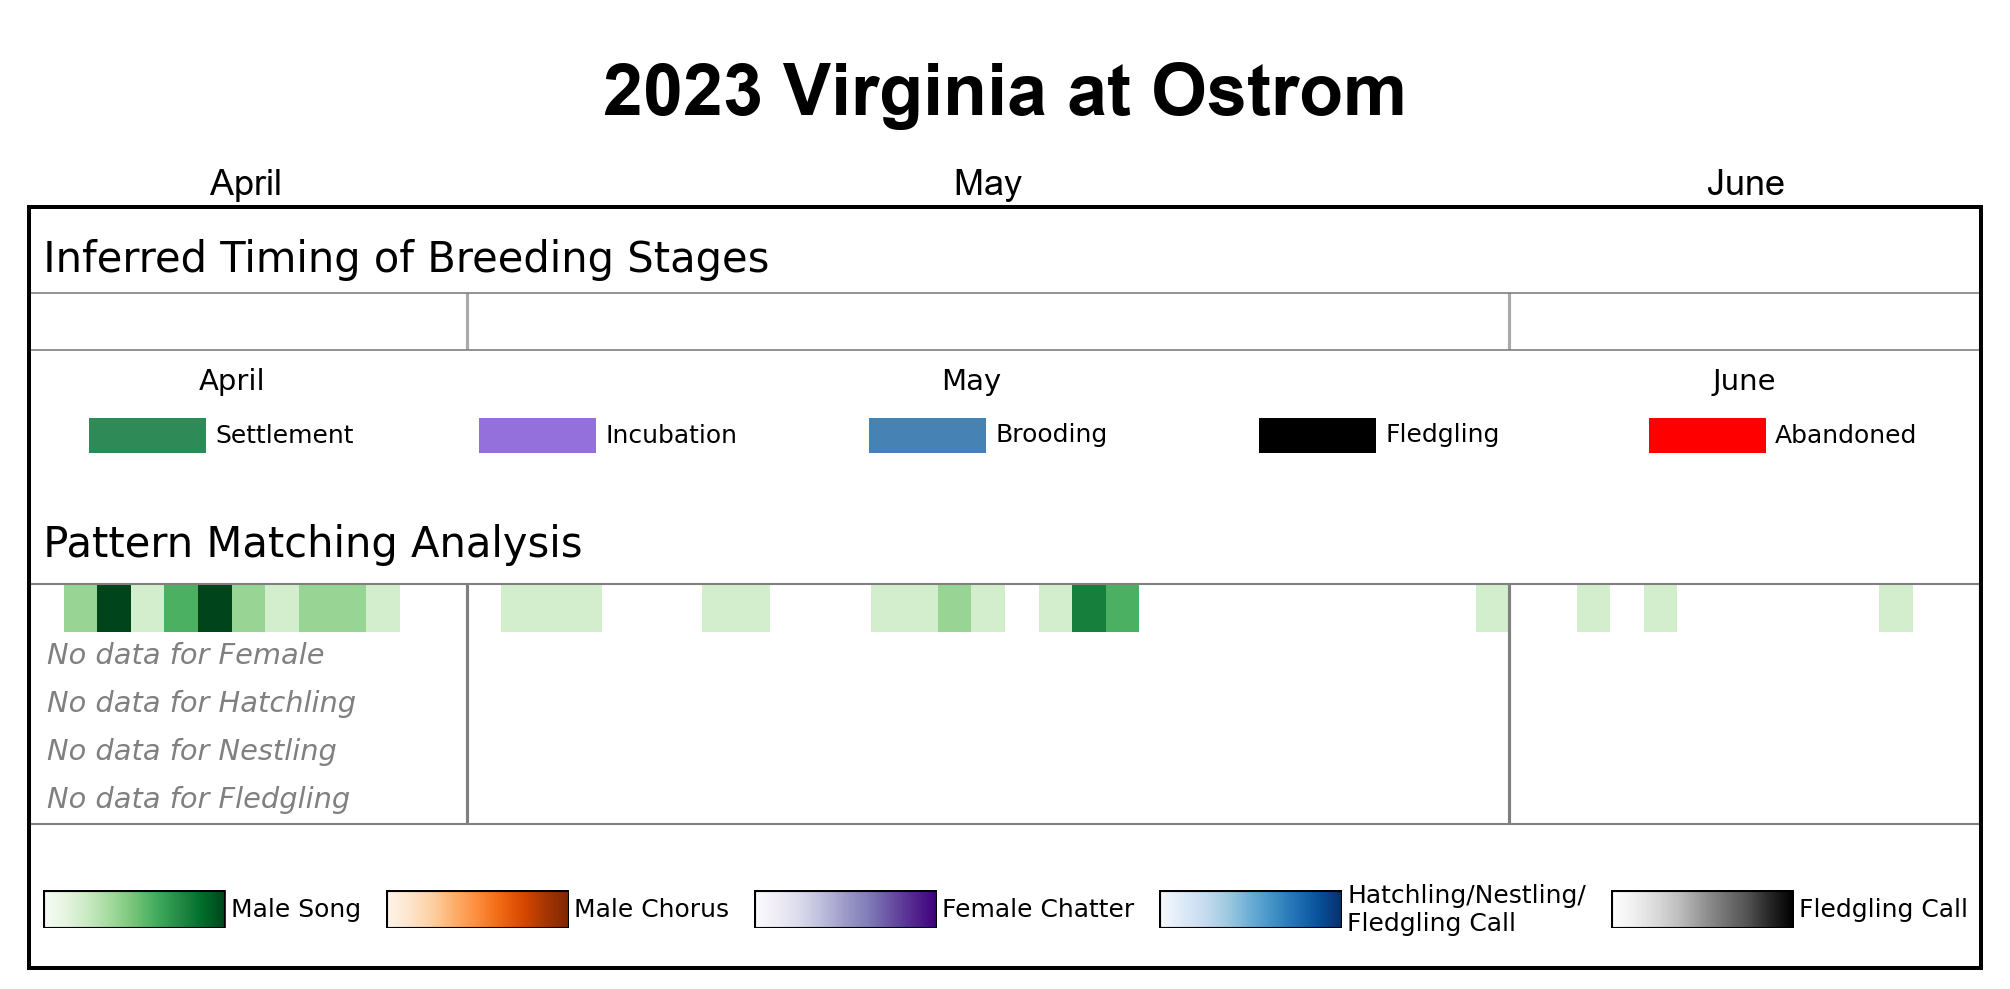 2023 Virginia at Ostrom
April May June
Inferred Timing of Breeding Stages
April May June
Settlement Incubation Brooding Fledgling Abandoned
Pattern Matching Analysis
No data for Female
No data for Hatchling
No data for Nestling
No data for Fledgling
Male Song Male Chorus Female Chatter Hatchling/Nestling/
Fledgling Call Fledgling Call